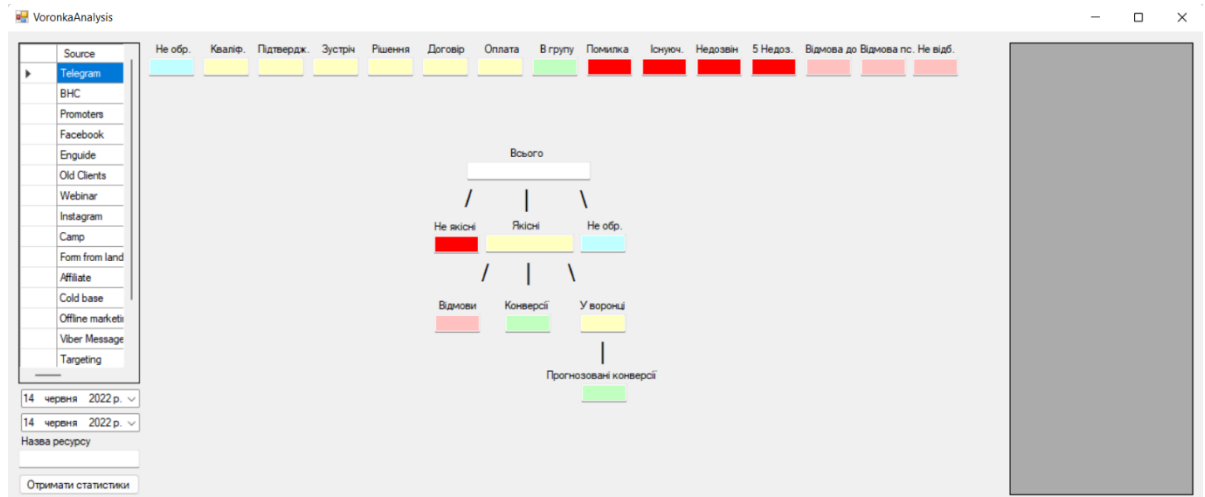 VoronkaAnalysis
Source
Telegram
BHC
Promoters
Facebook
Enguide
Old Clients
Webinar
Instagram
Camp
Form from land
Affiliate
Cold base
Offline marketi
Viber Message
Targeting
14 червня 2022 р.
14 червня 2022 р.
Назва ресурсу
Отримати статистики
Не обр. Кваліф. Підтвердж. Зустріч Рішення Договір Оплата В групу Помилка Існуюч. Недозвін 5 Недоз. Відмова до Відмова пс. Не відб.
Всього
/ | \
Не якісні Якісні Не обр.
/ | \
Відмови Конверсії У воронці
|
Прогнозовані конверсії